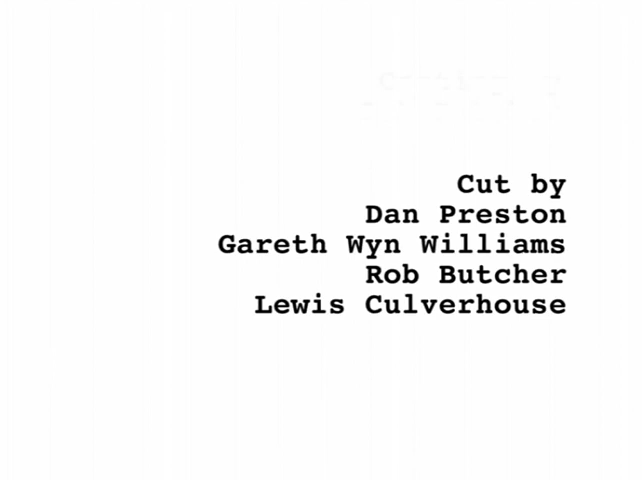 Cut by
Dan Preston
Gareth Wyn Williams
Rob Butcher
Lewis Culverhouse